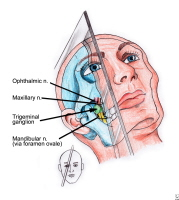 Ophthalmic n.
Maxillary n.
Trigeminal
ganglion
Mandibular n.
(via foramen ovale)